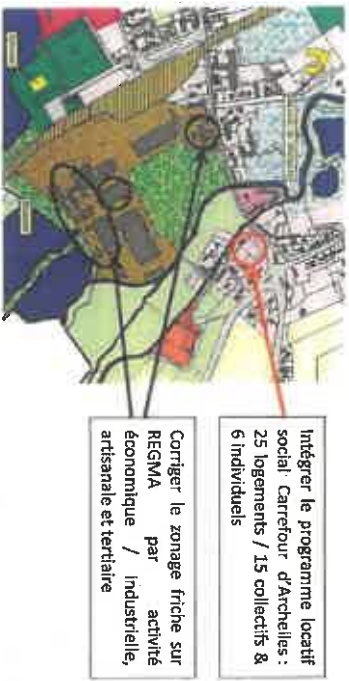 Intégrer le programme locatif
social Carrefour d'Archelles :
25 logements / 15 collectifs &
6 individuels
Corriger le zonage friche sur
REGMA par activité
économique / industrielle,
artisanale et tertiaire